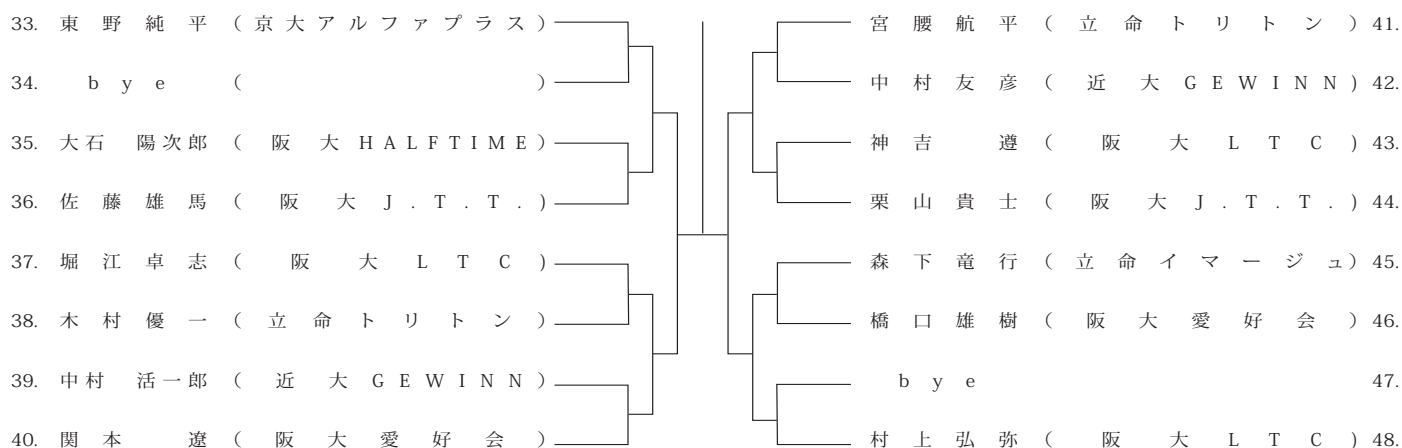 33. 東野純平(京大アルファプラス)
34. bye ( )
35. 大石 陽次郎 (阪大HALFTIME)
36. 佐藤雄馬(阪大J.T.T.)
37. 堀江卓志(阪大LTC)
38. 木村優一(立命トリトン)
39. 中村 活一郎 (近大GEWINN)
40. 関本 遼(阪大愛好会)
宮腰航平(立命トリトン) 41.
中村友彦(近大GEWINN) 42.
神吉 遵(阪大LTC) 43.
栗山貴士(阪大J.T.T.) 44.
森下竜行(立命イマージュ) 45.
橋口雄樹(阪大愛好会) 46.
bye 47.
村上弘弥(阪大LTC) 48.